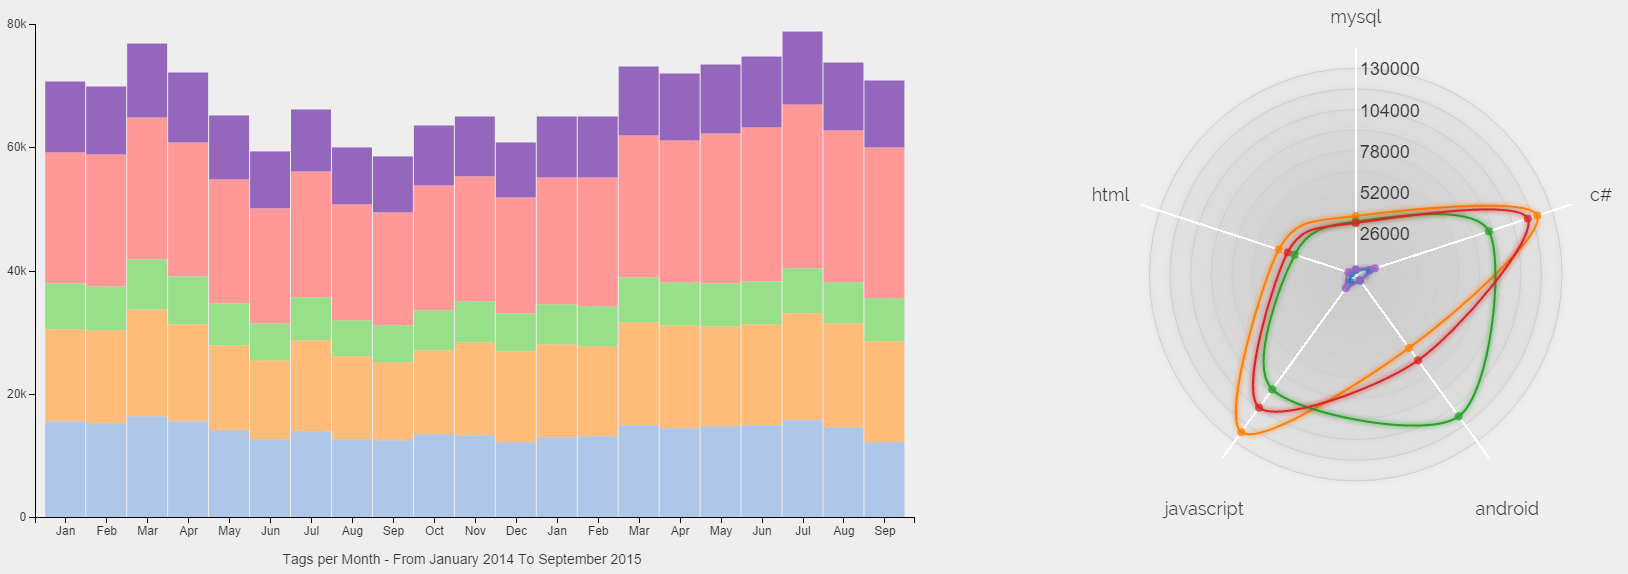 80k
60k
40k
20k
0
Jan Feb Mar Apr May Jun Jul Aug Sep Oct Nov Dec Jan Feb Mar Apr May Jun Jul Aug Sep
Tags per Month - From January 2014 To September 2015
mysql
130000
104000
78000
52000
26000
html
c#
javascript
android